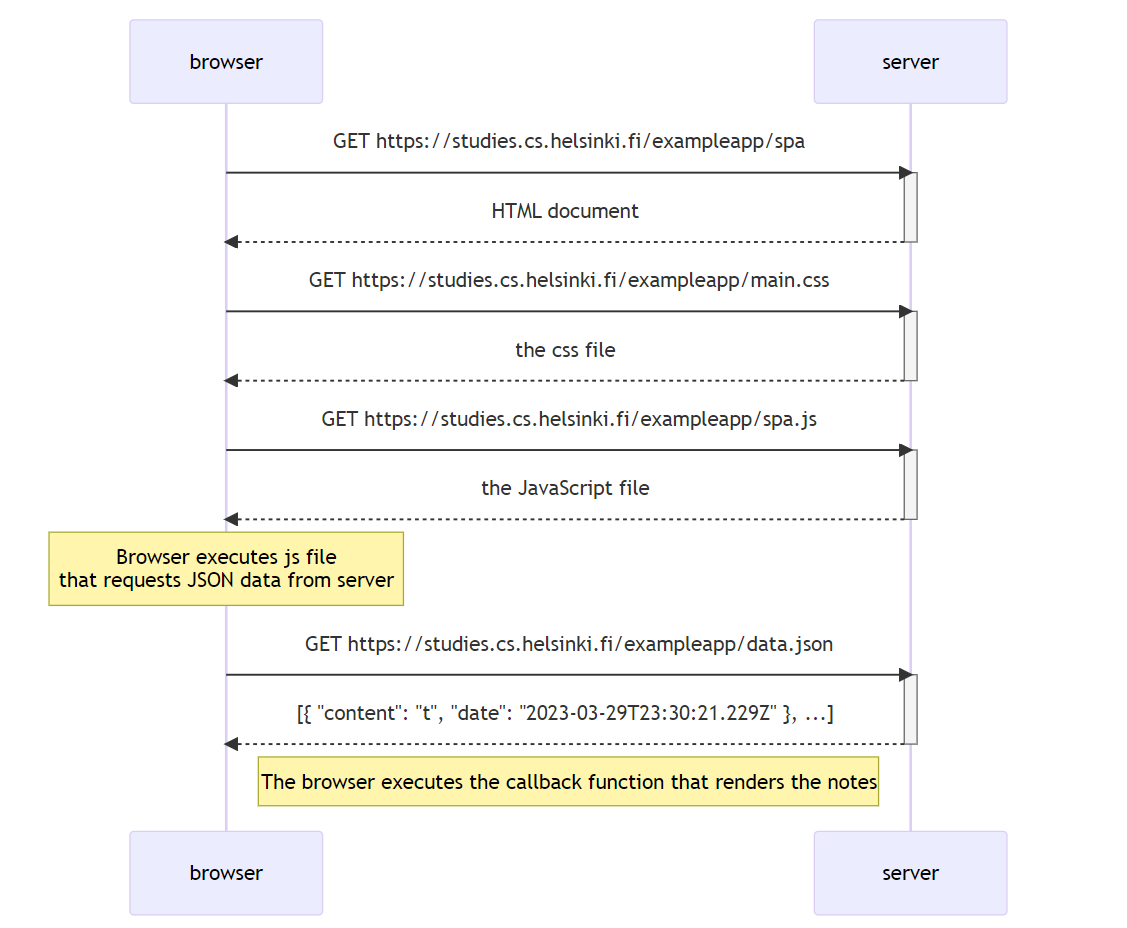 browser
server
GET https://studies.cs.helsinki.fi/exampleapp/spa
HTML document
GET https://studies.cs.helsinki.fi/exampleapp/main.css
the css file
GET https://studies.cs.helsinki.fi/exampleapp/spa.js
the JavaScript file
Browser executes js file
that requests JSON data from server
GET https://studies.cs.helsinki.fi/exampleapp/data.json
[{ "content": "t", "date": "2023-03-29T23:30:21.229Z" }, ...]
The browser executes the callback function that renders the notes
browser
server